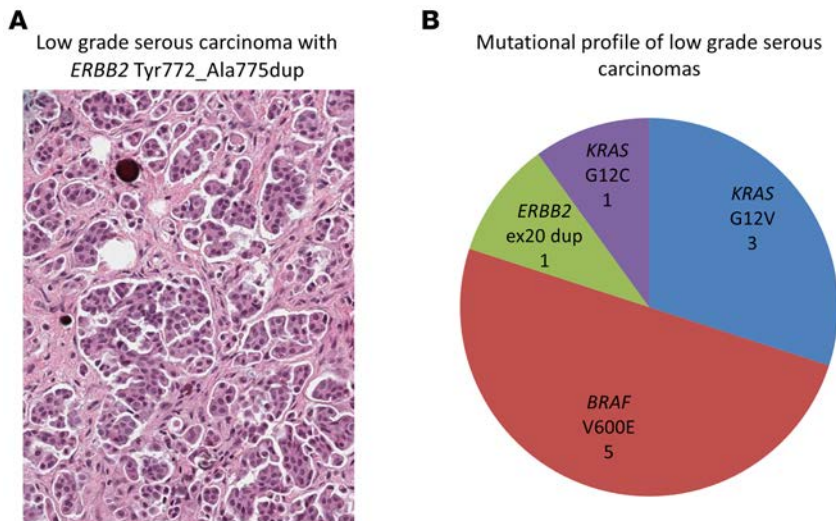 A
Low grade serous carcinoma with
ERBB2 Tyr772_Ala775dup
B
Mutational profile of low grade serous
carcinomas
KRAS
G12C
1
KRAS
G12V
3
ERBB2
ex20 dup
1
BRAF
V600E
5